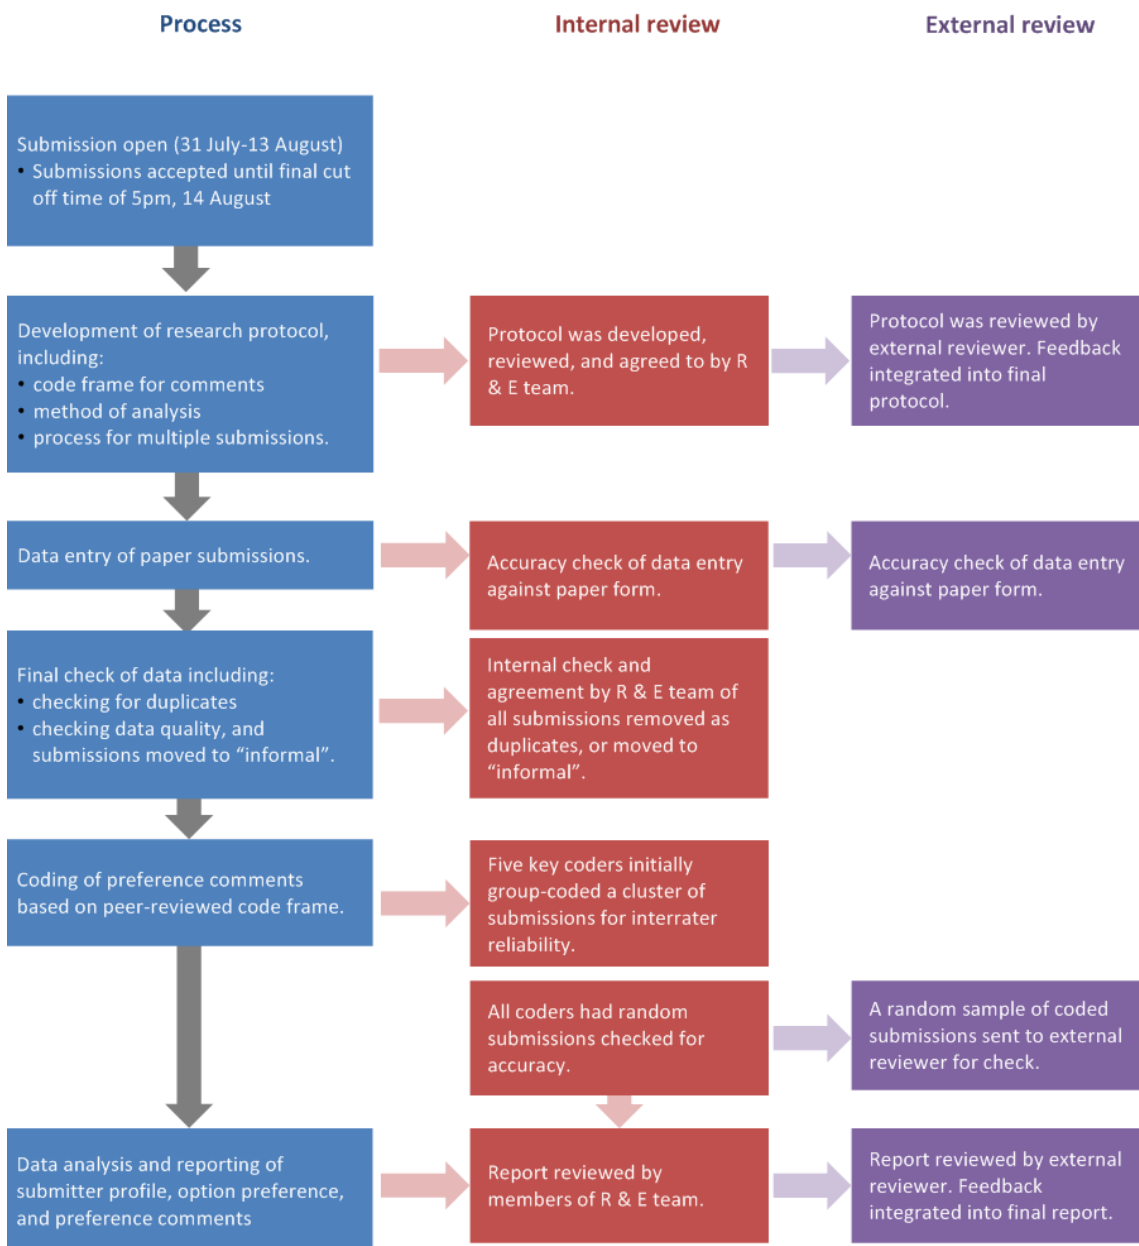 Process
Internal review
External review
Submission open (31 July-13 August)
• Submissions accepted until final cut
off time of 5pm, 14 August
Development of research protocol,
including:
• code frame for comments
• method of analysis
• process for multiple submissions.
Protocol was developed,
reviewed, and agreed to by R
& E team.
Protocol was reviewed by
external reviewer. Feedback
integrated into final
protocol.
Data entry of paper submissions.
Accuracy check of data entry
against paper form.
Accuracy check of data entry
against paper form.
Final check of data including:
• checking for duplicates
• checking data quality, and
submissions moved to “informal”.
Internal check and
agreement by R & E team of
all submissions removed as
duplicates, or moved to
“informal”.
Coding of preference comments
based on peer-reviewed code frame.
Five key coders initially
group-coded a cluster of
submissions for interrater
reliability.
All coders had random
submissions checked for
accuracy.
A random sample of coded
submissions sent to external
reviewer for check.
Data analysis and reporting of
submitter profile, option preference,
and preference comments
Report reviewed by
members of R & E team.
Report reviewed by external
reviewer. Feedback
integrated into final report.